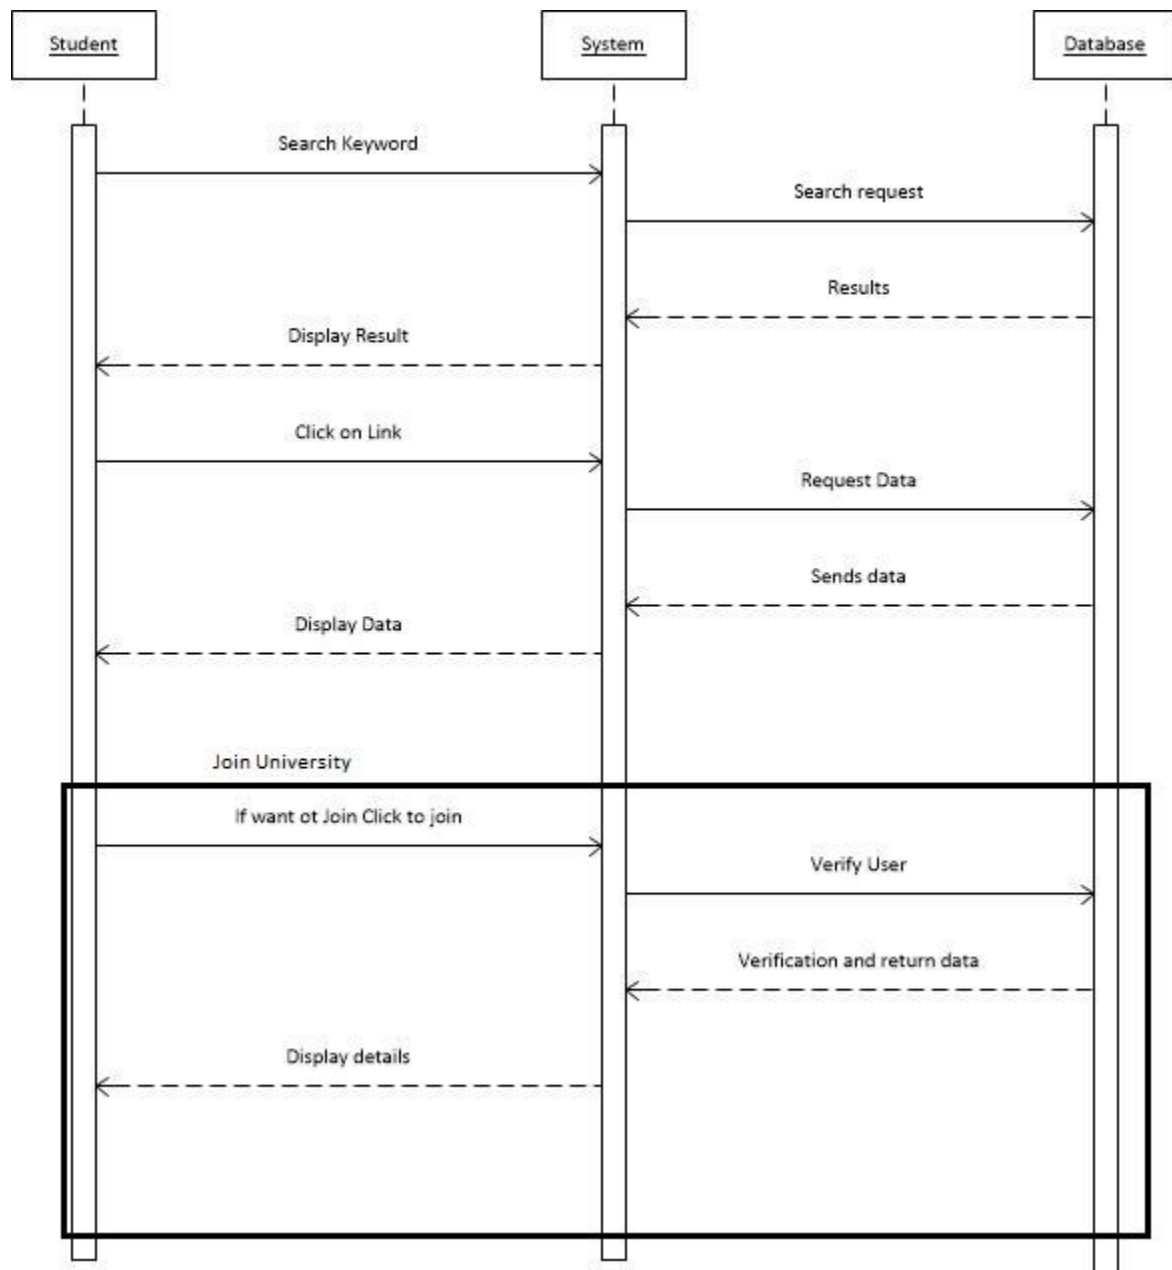 Student
System
Database
Search Keyword
Search request
Results
Display Result
Click on Link
Request Data
Sends data
Display Data
Join University
If want ot Join Click to join
Verify User
Verification and return data
Display details